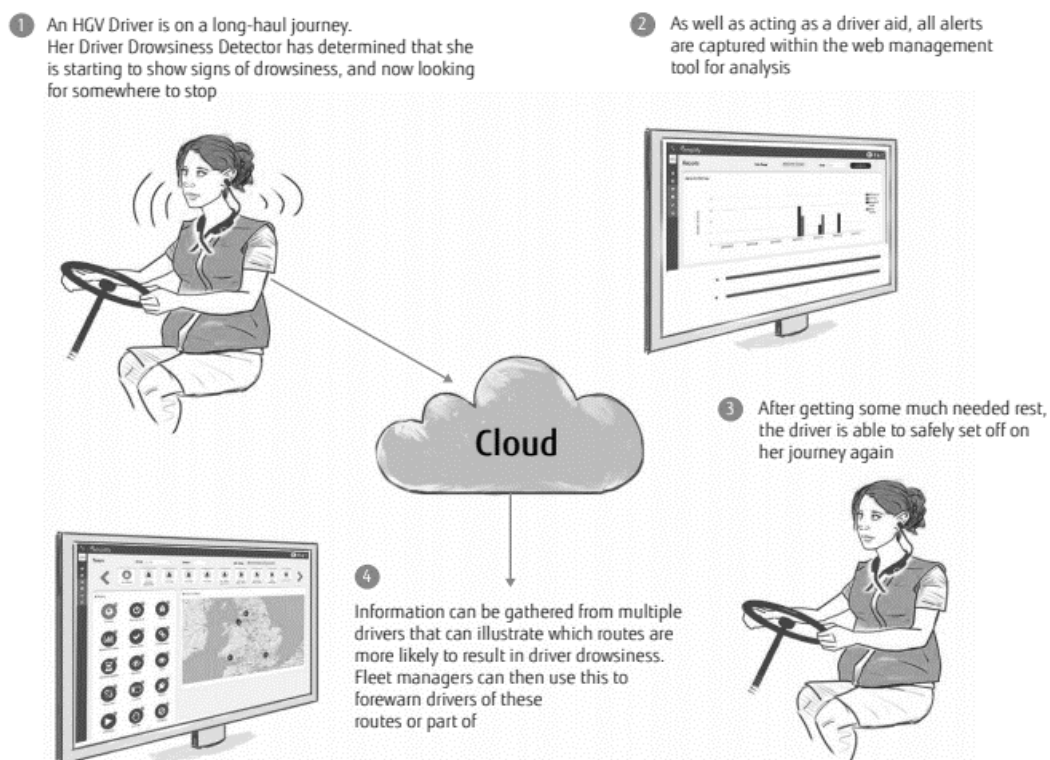 1 An HGV Driver is on a long-haul journey.
Her Driver Drowsiness Detector has determined that she
is starting to show signs of drowsiness, and now looking
for somewhere to stop
2 As well as acting as a driver aid, all alerts
are captured within the web management
tool for analysis
Cloud
3 After getting some much needed rest,
the driver is able to safely set off on
her journey again
4
Information can be gathered from multiple
drivers that can illustrate which routes are
more likely to result in driver drowsiness.
Fleet managers can then use this to
forewarn drivers of these
routes or part of